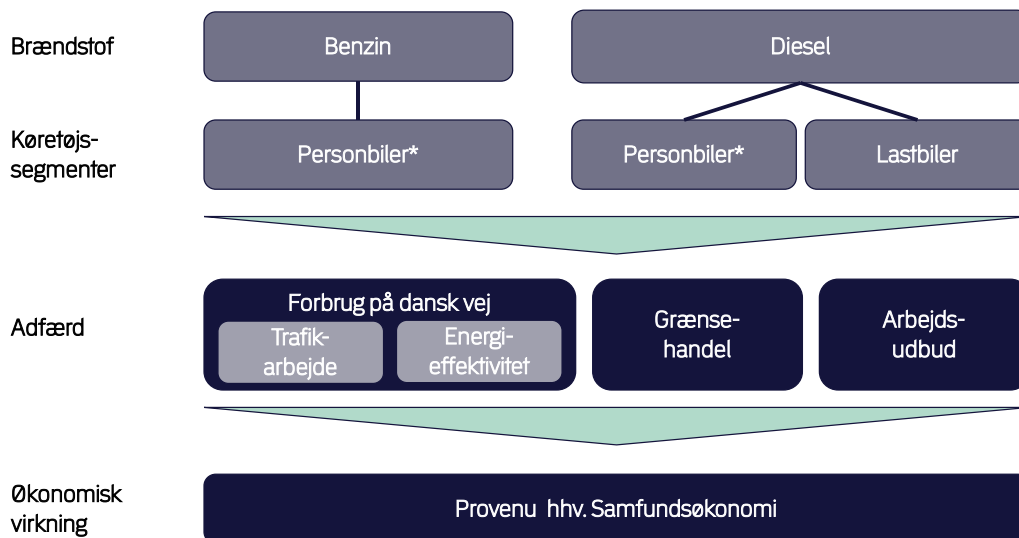 Brændstof
Benzin
Diesel
Køretøjs-
segmenter
Personbiler*
Personbiler*
Lastbiler
Adfærd
Forbrug på dansk vej
Trafik-
arbejde
Energi-
effektivitet
Grænse-
handel
Arbejds-
udbud
Økonomisk
virkning
Provenu hhv. Samfundsøkonomi